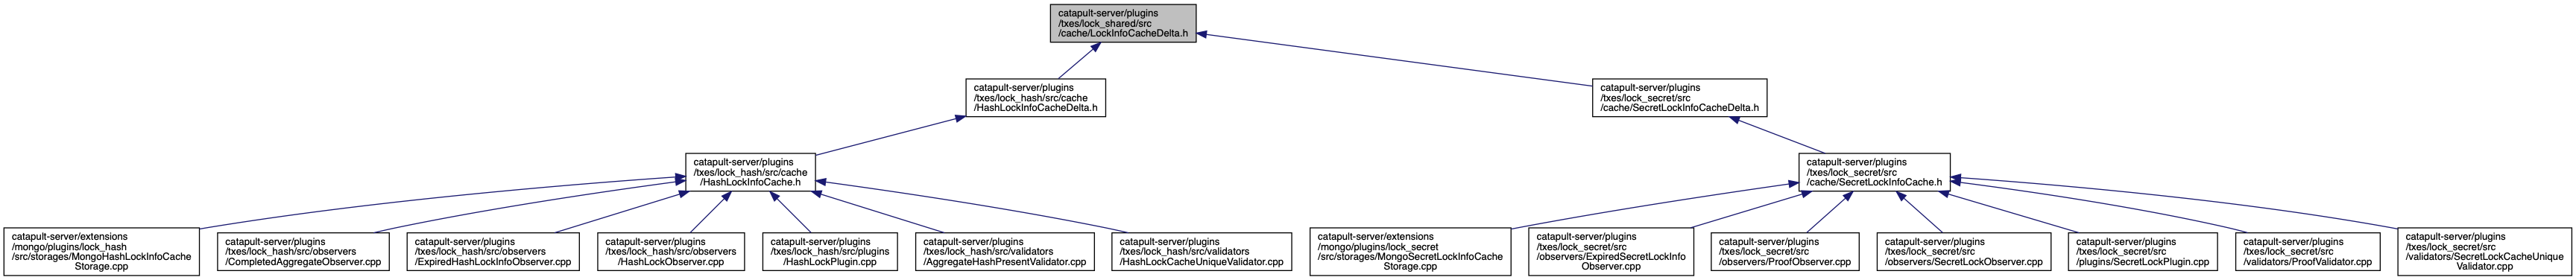 catapult-server/plugins
/txes/lock_shared/src
/cache/LockInfoCacheDelta.h
catapult-server/plugins
/txes/lock_hash/src/cache
/HashLockInfoCacheDelta.h
catapult-server/plugins
/txes/lock_secret/src
/cache/SecretLockInfoCacheDelta.h
catapult-server/plugins
/txes/lock_hash/src/cache
/HashLockInfoCache.h
catapult-server/plugins
/txes/lock_secret/src
/cache/SecretLockInfoCache.h
catapult-server/extensions
/mongo/plugins/lock_hash
/src/storages/MongoHashLockInfoCache
Storage.cpp
catapult-server/plugins
/txes/lock_hash/src/observers
/CompletedAggregateObserver.cpp
catapult-server/plugins
/txes/lock_hash/src/observers
/ExpiredHashLockInfoObserver.cpp
catapult-server/plugins
/txes/lock_hash/src/observers
/HashLockObserver.cpp
catapult-server/plugins
/txes/lock_hash/src/plugins
/HashLockPlugin.cpp
catapult-server/plugins
/txes/lock_hash/src/validators
/AggregateHashPresentValidator.cpp
catapult-server/plugins
/txes/lock_hash/src/validators
/HashLockCacheUniqueValidator.cpp
catapult-server/extensions
/mongo/plugins/lock_secret
/src/storages/MongoSecretLockInfoCache
Storage.cpp
catapult-server/plugins
/txes/lock_secret/src
/observers/ExpiredSecretLockInfo
Observer.cpp
catapult-server/plugins
/txes/lock_secret/src
/observers/ProofObserver.cpp
catapult-server/plugins
/txes/lock_secret/src
/observers/SecretLockObserver.cpp
catapult-server/plugins
/txes/lock_secret/src
/plugins/SecretLockPlugin.cpp
catapult-server/plugins
/txes/lock_secret/src
/validators/ProofValidator.cpp
catapult-server/plugins
/txes/lock_secret/src
/validators/SecretLockCacheUnique
Validator.cpp